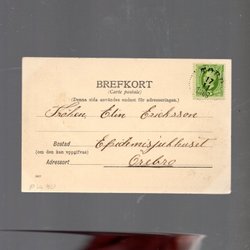 BREFKORT
(Carte postale)
(Denna sida användes endast för adresseringen.)
Fröken Elin Eriksson
Bostad Epidemisjukhuset
(om den kan uppgifvas)
Adressort Örebro